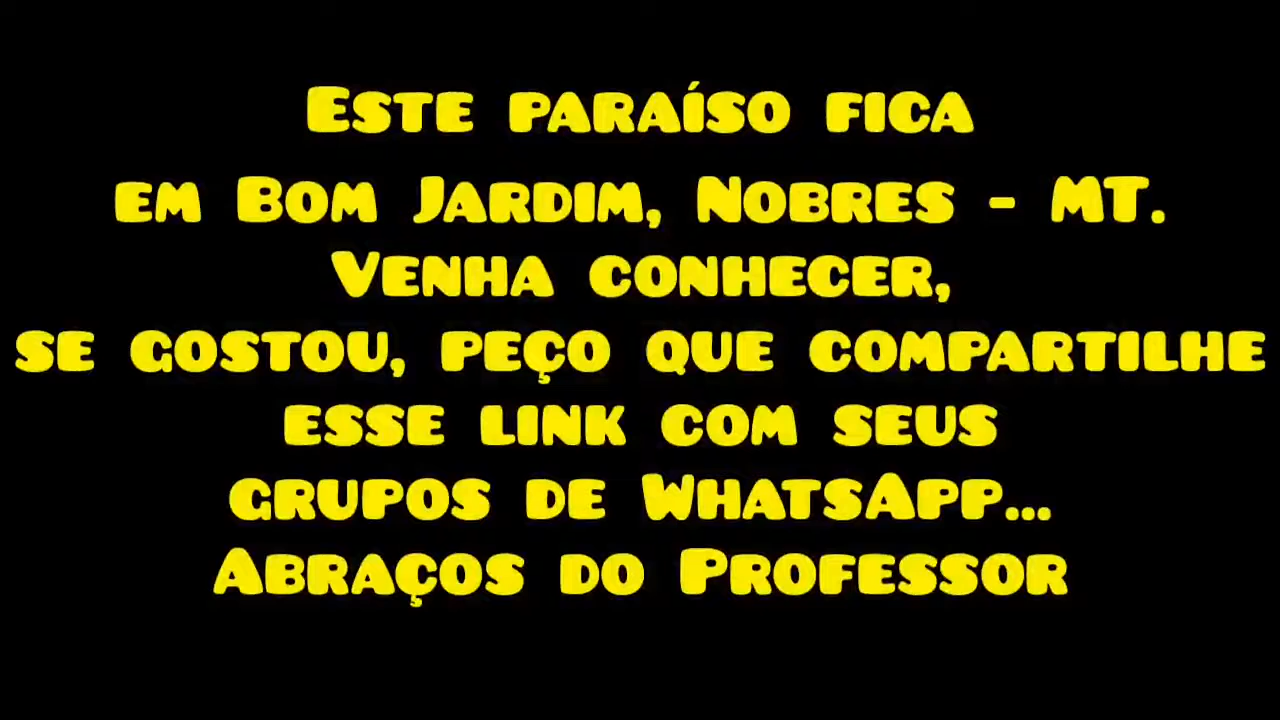 Este paraíso fica
em Bom Jardim, Nobres - MT.
Venha conhecer,
se gostou, peço que compartilhe
esse link com seus
grupos de WhatsApp...
Abraços do Professor